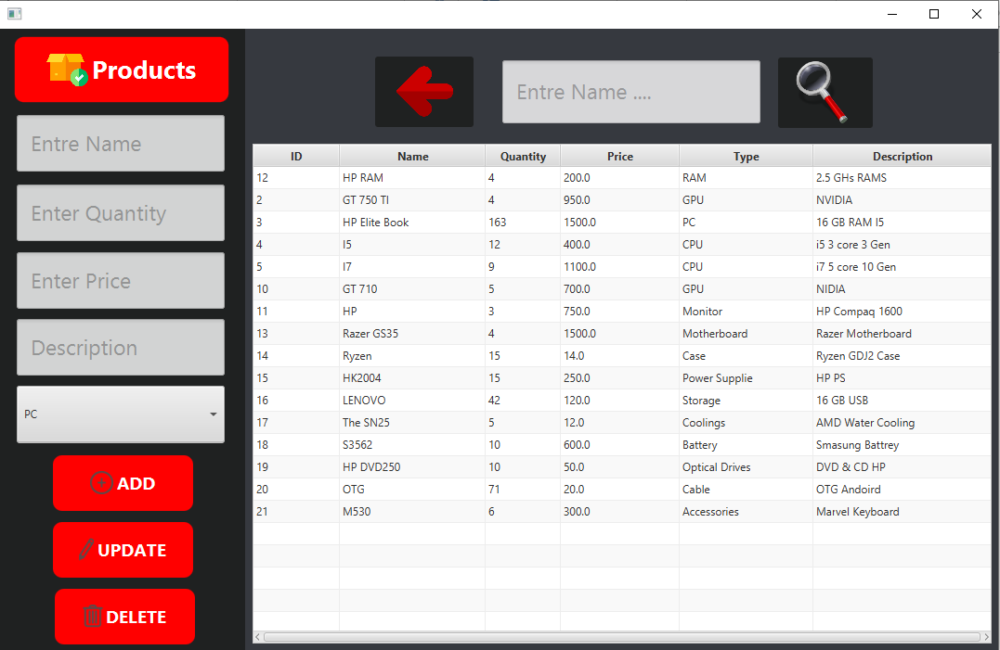 Products
Entre Name
Enter Quantity
Enter Price
Description
PC
ADD
UPDATE
DELETE
Entre Name ....
ID Name Quantity Price Type Description
12 HP RAM 4 200.0 RAM 2.5 GHs RAMS
2 GT 750 TI 4 950.0 GPU NVIDIA
3 HP Elite Book 163 1500.0 PC 16 GB RAM I5
4 I5 12 400.0 CPU i5 3 core 3 Gen
5 I7 9 1100.0 CPU i7 5 core 10 Gen
10 GT 710 5 700.0 GPU NIDIA
11 HP 3 750.0 Monitor HP Compaq 1600
13 Razer GS35 4 1500.0 Motherboard Razer Motherboard
14 Ryzen 15 14.0 Case Ryzen GDJ2 Case
15 HK2004 15 250.0 Power Supplie HP PS
16 LENOVO 42 120.0 Storage 16 GB USB
17 The SN25 5 12.0 Coolings AMD Water Cooling
18 S3562 10 600.0 Battery Smasung Battrey
19 HP DVD250 10 50.0 Optical Drives DVD & CD HP
20 OTG 71 20.0 Cable OTG Andoird
21 M530 6 300.0 Accessories Marvel Keyboard